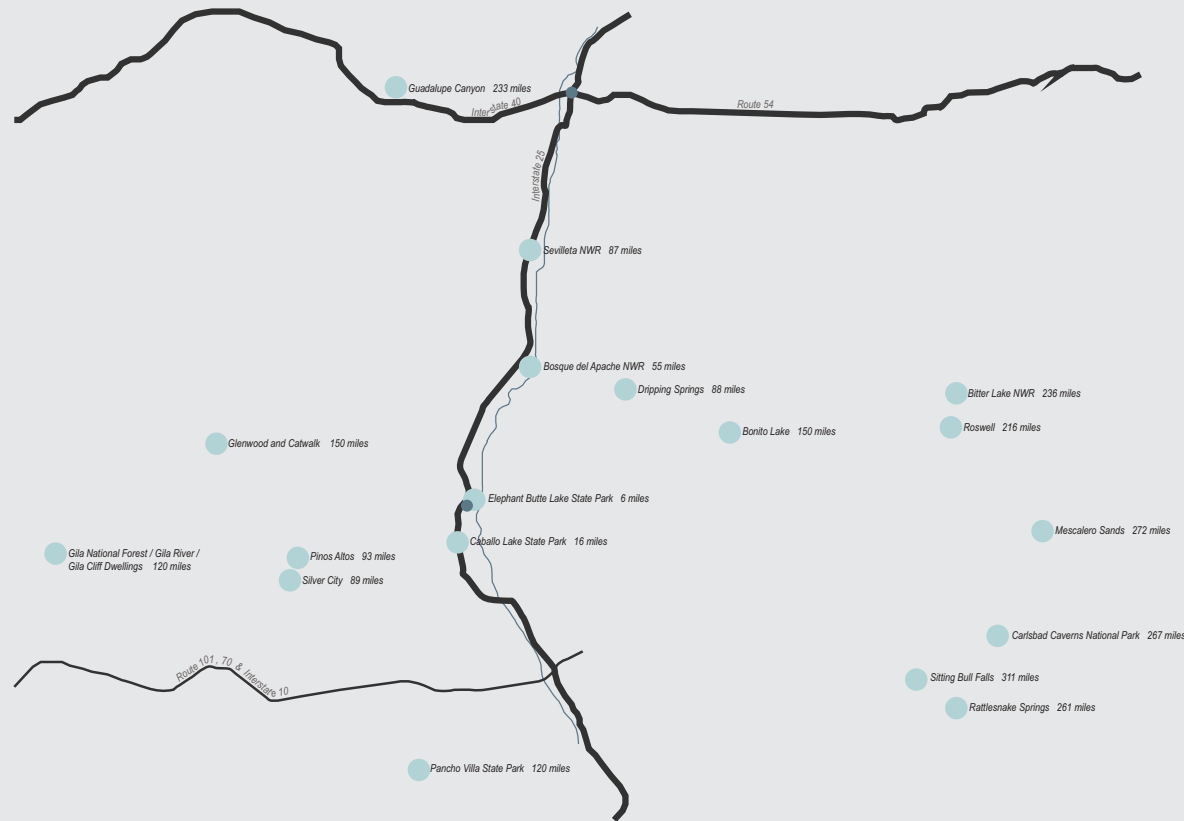 Guadalupe Canyon 233 miles
Interstate 40
Route 54
Interstate 25
Sevilleta NWR 87 miles
Bosque del Apache NWR 55 miles
Dripping Springs 88 miles
Bitter Lake NWR 236 miles
Bonito Lake 150 miles
Roswell 216 miles
Glenwood and Catwalk 150 miles
Elephant Butte Lake State Park 6 miles
Mescalero Sands 272 miles
Caballo Lake State Park 16 miles
Gila National Forest / Gila River /
Gila Cliff Dwellings 120 miles
Pinos Altos 93 miles
Silver City 89 miles
Carlsbad Caverns National Park 267 miles
Route 101, 70 & Interstare 10
Sitting Bull Falls 311 miles
Rattlesnake Springs 261 miles
Pancho Villa State Park 120 miles